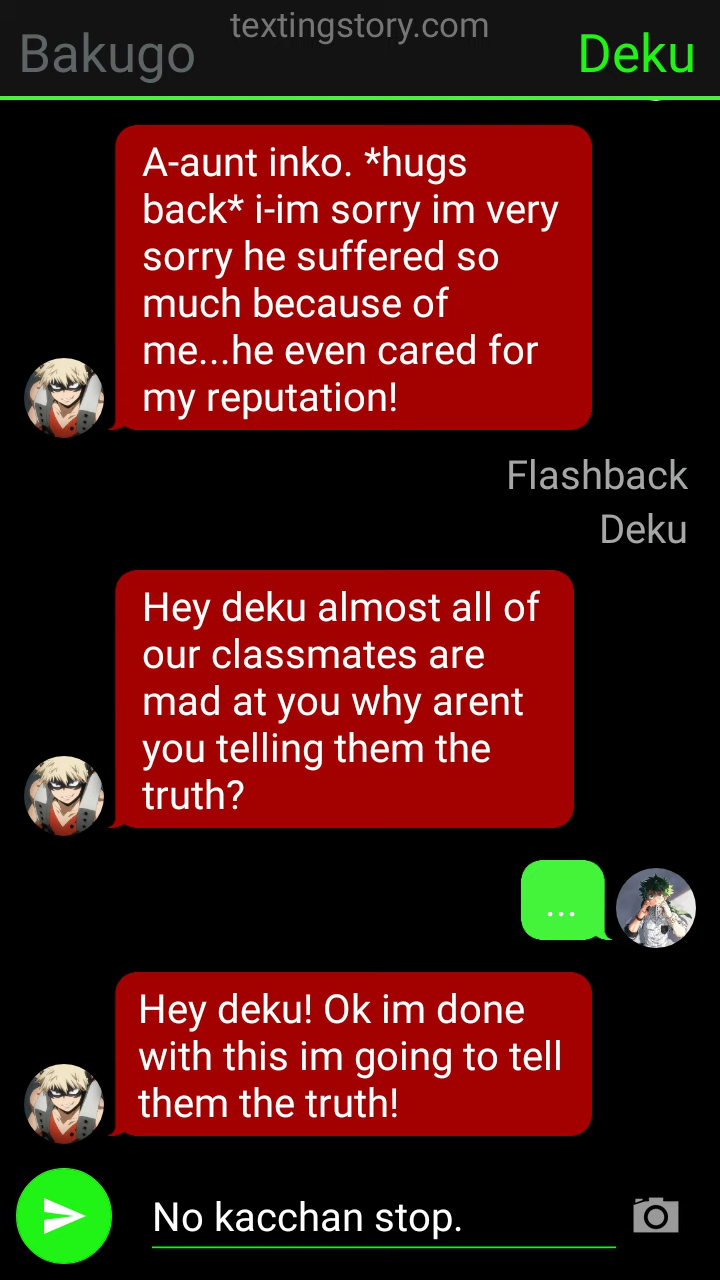 textingstory.com
Bakugo
Deku
A-aunt inko. *hugs
back* i-im sorry im very
sorry he suffered so
much because of
me...he even cared for
my reputation!
Flashback
Deku
Hey deku almost all of
our classmates are
mad at you why arent
you telling them the
truth?
...
Hey deku! Ok im done
with this im going to tell
them the truth!
No kacchan stop.